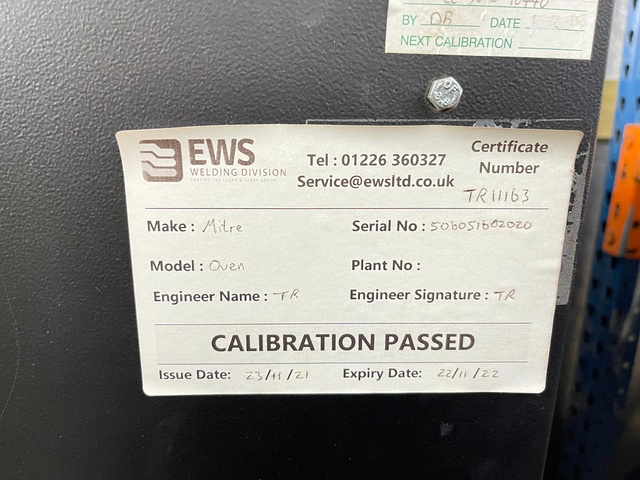 BY DB DATE
NEXT CALIBRATION
EWS
WELDING DIVISION
Tel : 01226 360327
Service@ewsltd.co.uk
Certificate
Number
TR11163
Make : Mitre
Serial No : 506051602020
Model : Oven
Plant No :
Engineer Name : TR
Engineer Signature : TR
CALIBRATION PASSED
Issue Date: 23/11/21
Expiry Date: 22/11/22